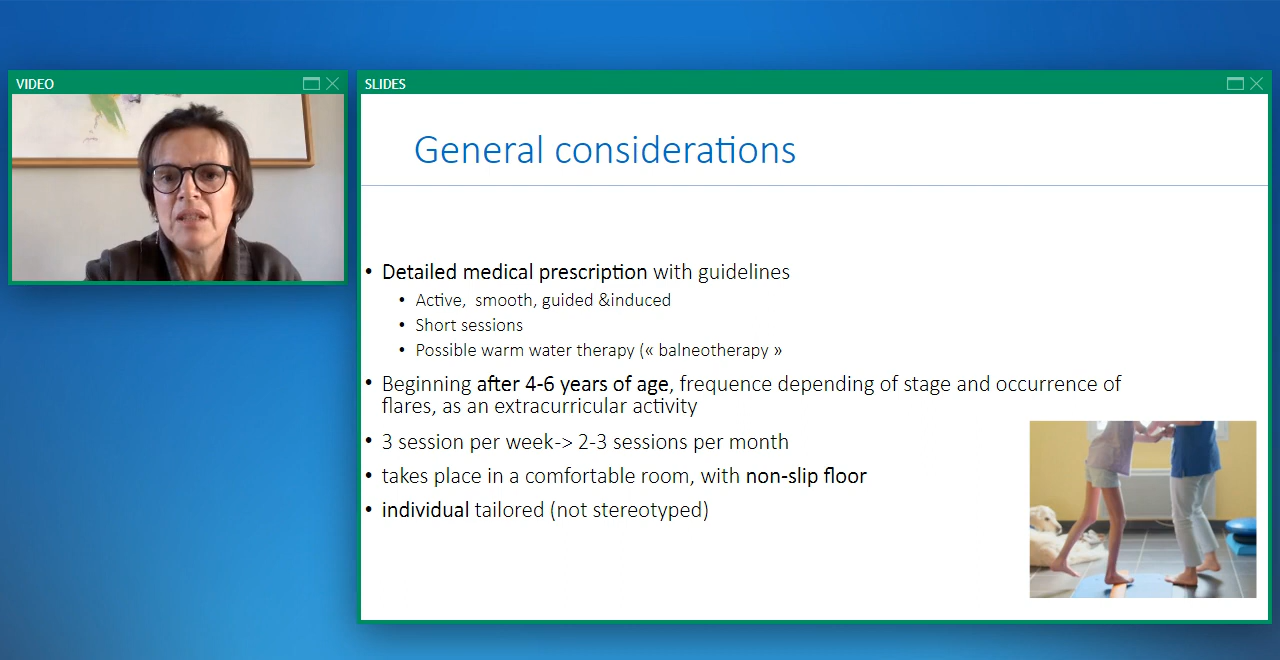 VIDEO
SLIDES
General considerations
• Detailed medical prescription with guidelines
• Active,  smooth, guided &induced
• Short sessions
• Possible warm water therapy (« balneotherapy »
• Beginning after 4-6 years of age, frequence depending of stage and occurrence of
flares, as an extracurricular activity
• 3 session per week-> 2-3 sessions per month
• takes place in a comfortable room, with non-slip floor
• individual tailored (not stereotyped)